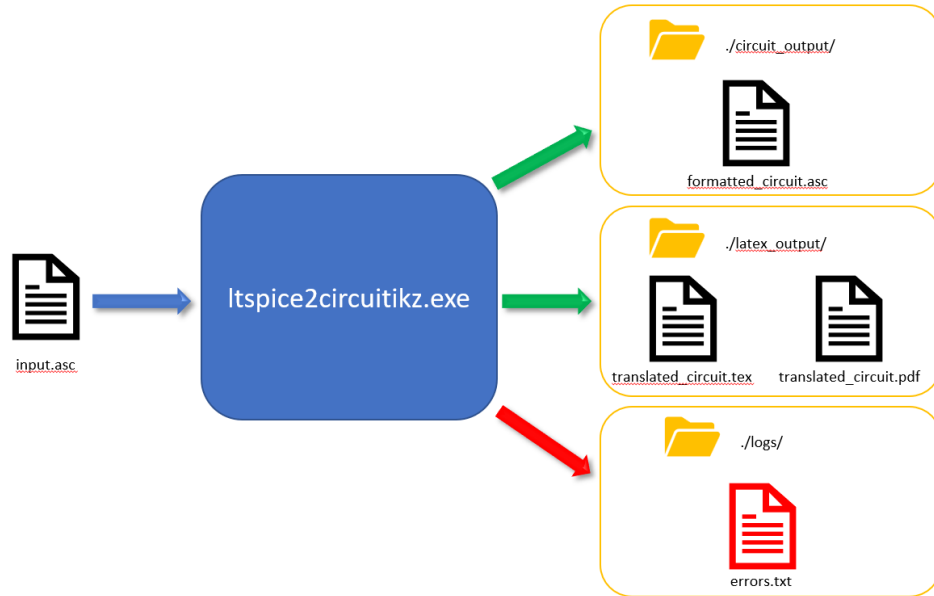 ./circuit_output/
formatted_circuit.asc
./latex_output/
ltspice2circuitikz.exe
input.asc
translated_circuit.tex
translated_circuit.pdf
./logs/
errors.txt